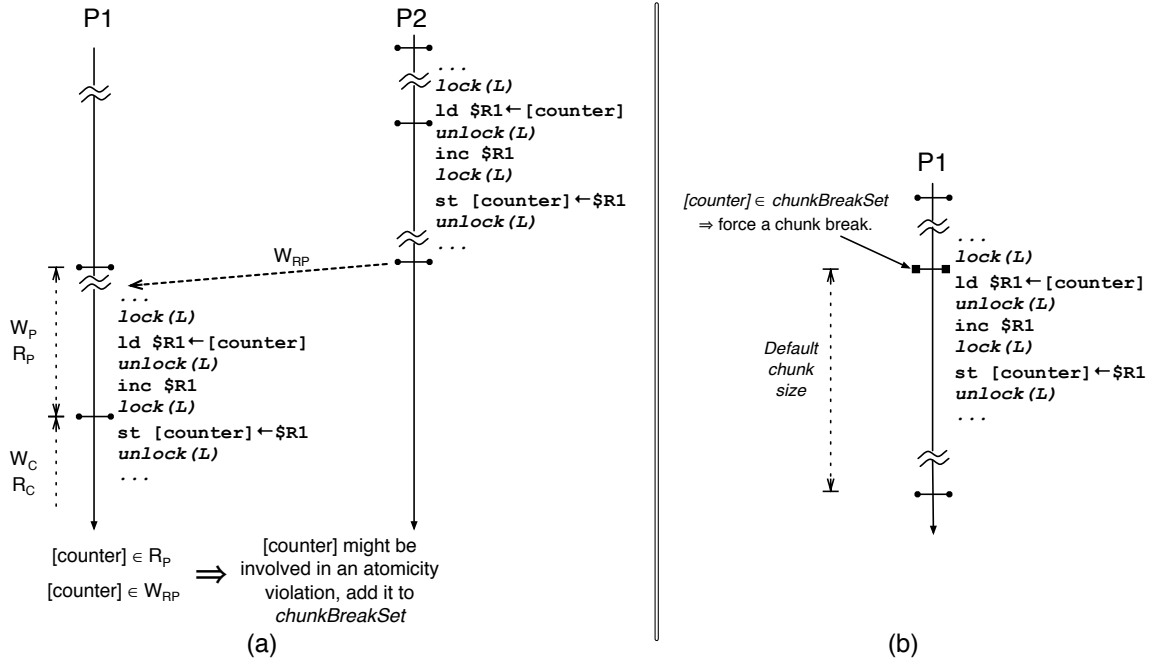 P1
P2
...
lock(L)
ld $R1←[counter]
unlock(L)
inc $R1
lock(L)
st [counter]←$R1
unlock(L)
...
W_RP
...
lock(L)
ld $R1←[counter]
unlock(L)
inc $R1
lock(L)
st [counter]←$R1
unlock(L)
...
W_P
R_P
W_C
R_C
[counter] ∈ R_P
[counter] ∈ W_RP
⇒
[counter] might be
involved in an atomicity
violation, add it to
chunkBreakSet
(a)
P1
[counter] ∈ chunkBreakSet
⇒ force a chunk break.
...
lock(L)
ld $R1←[counter]
unlock(L)
inc $R1
lock(L)
st [counter]←$R1
unlock(L)
...
Default
chunk
size
(b)